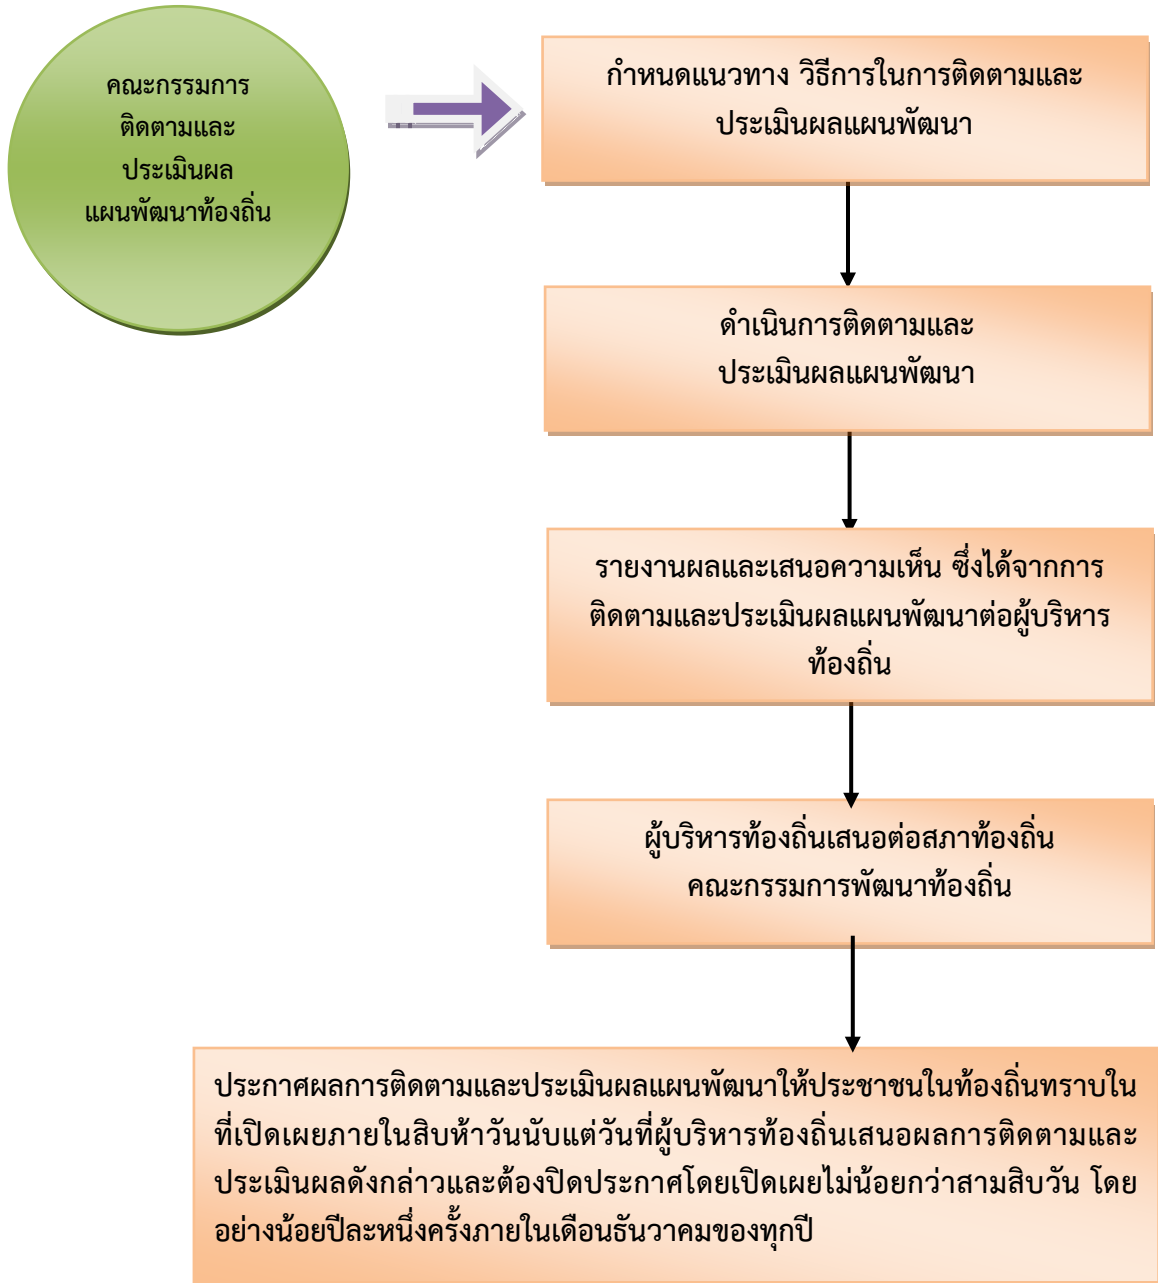 คณะกรรมการ
ติดตามและ
ประเมินผล
แผนพัฒนาท้องถิ่น
กำหนดแนวทาง วิธีการในการติดตามและ
ประเมินผลแผนพัฒนา
ดำเนินการติดตามและ
ประเมินผลแผนพัฒนา
รายงานผลและเสนอความเห็น ซึ่งได้จากการ
ติดตามและประเมินผลแผนพัฒนาต่อผู้บริหาร
ท้องถิ่น
ผู้บริหารท้องถิ่นเสนอต่อสภาท้องถิ่น
คณะกรรมการพัฒนาท้องถิ่น
ประกาศผลการติดตามและประเมินผลแผนพัฒนาให้ประชาชนในท้องถิ่นทราบใน
ที่เปิดเผยภายในสิบห้าวันนับแต่วันที่ผู้บริหารท้องถิ่นเสนอผลการติดตามและ
ประเมินผลดังกล่าวและต้องปิดประกาศโดยเปิดเผยไม่น้อยกว่าสามสิบวัน โดย
อย่างน้อยปีละหนึ่งครั้งภายในเดือนธันวาคมของทุกปี